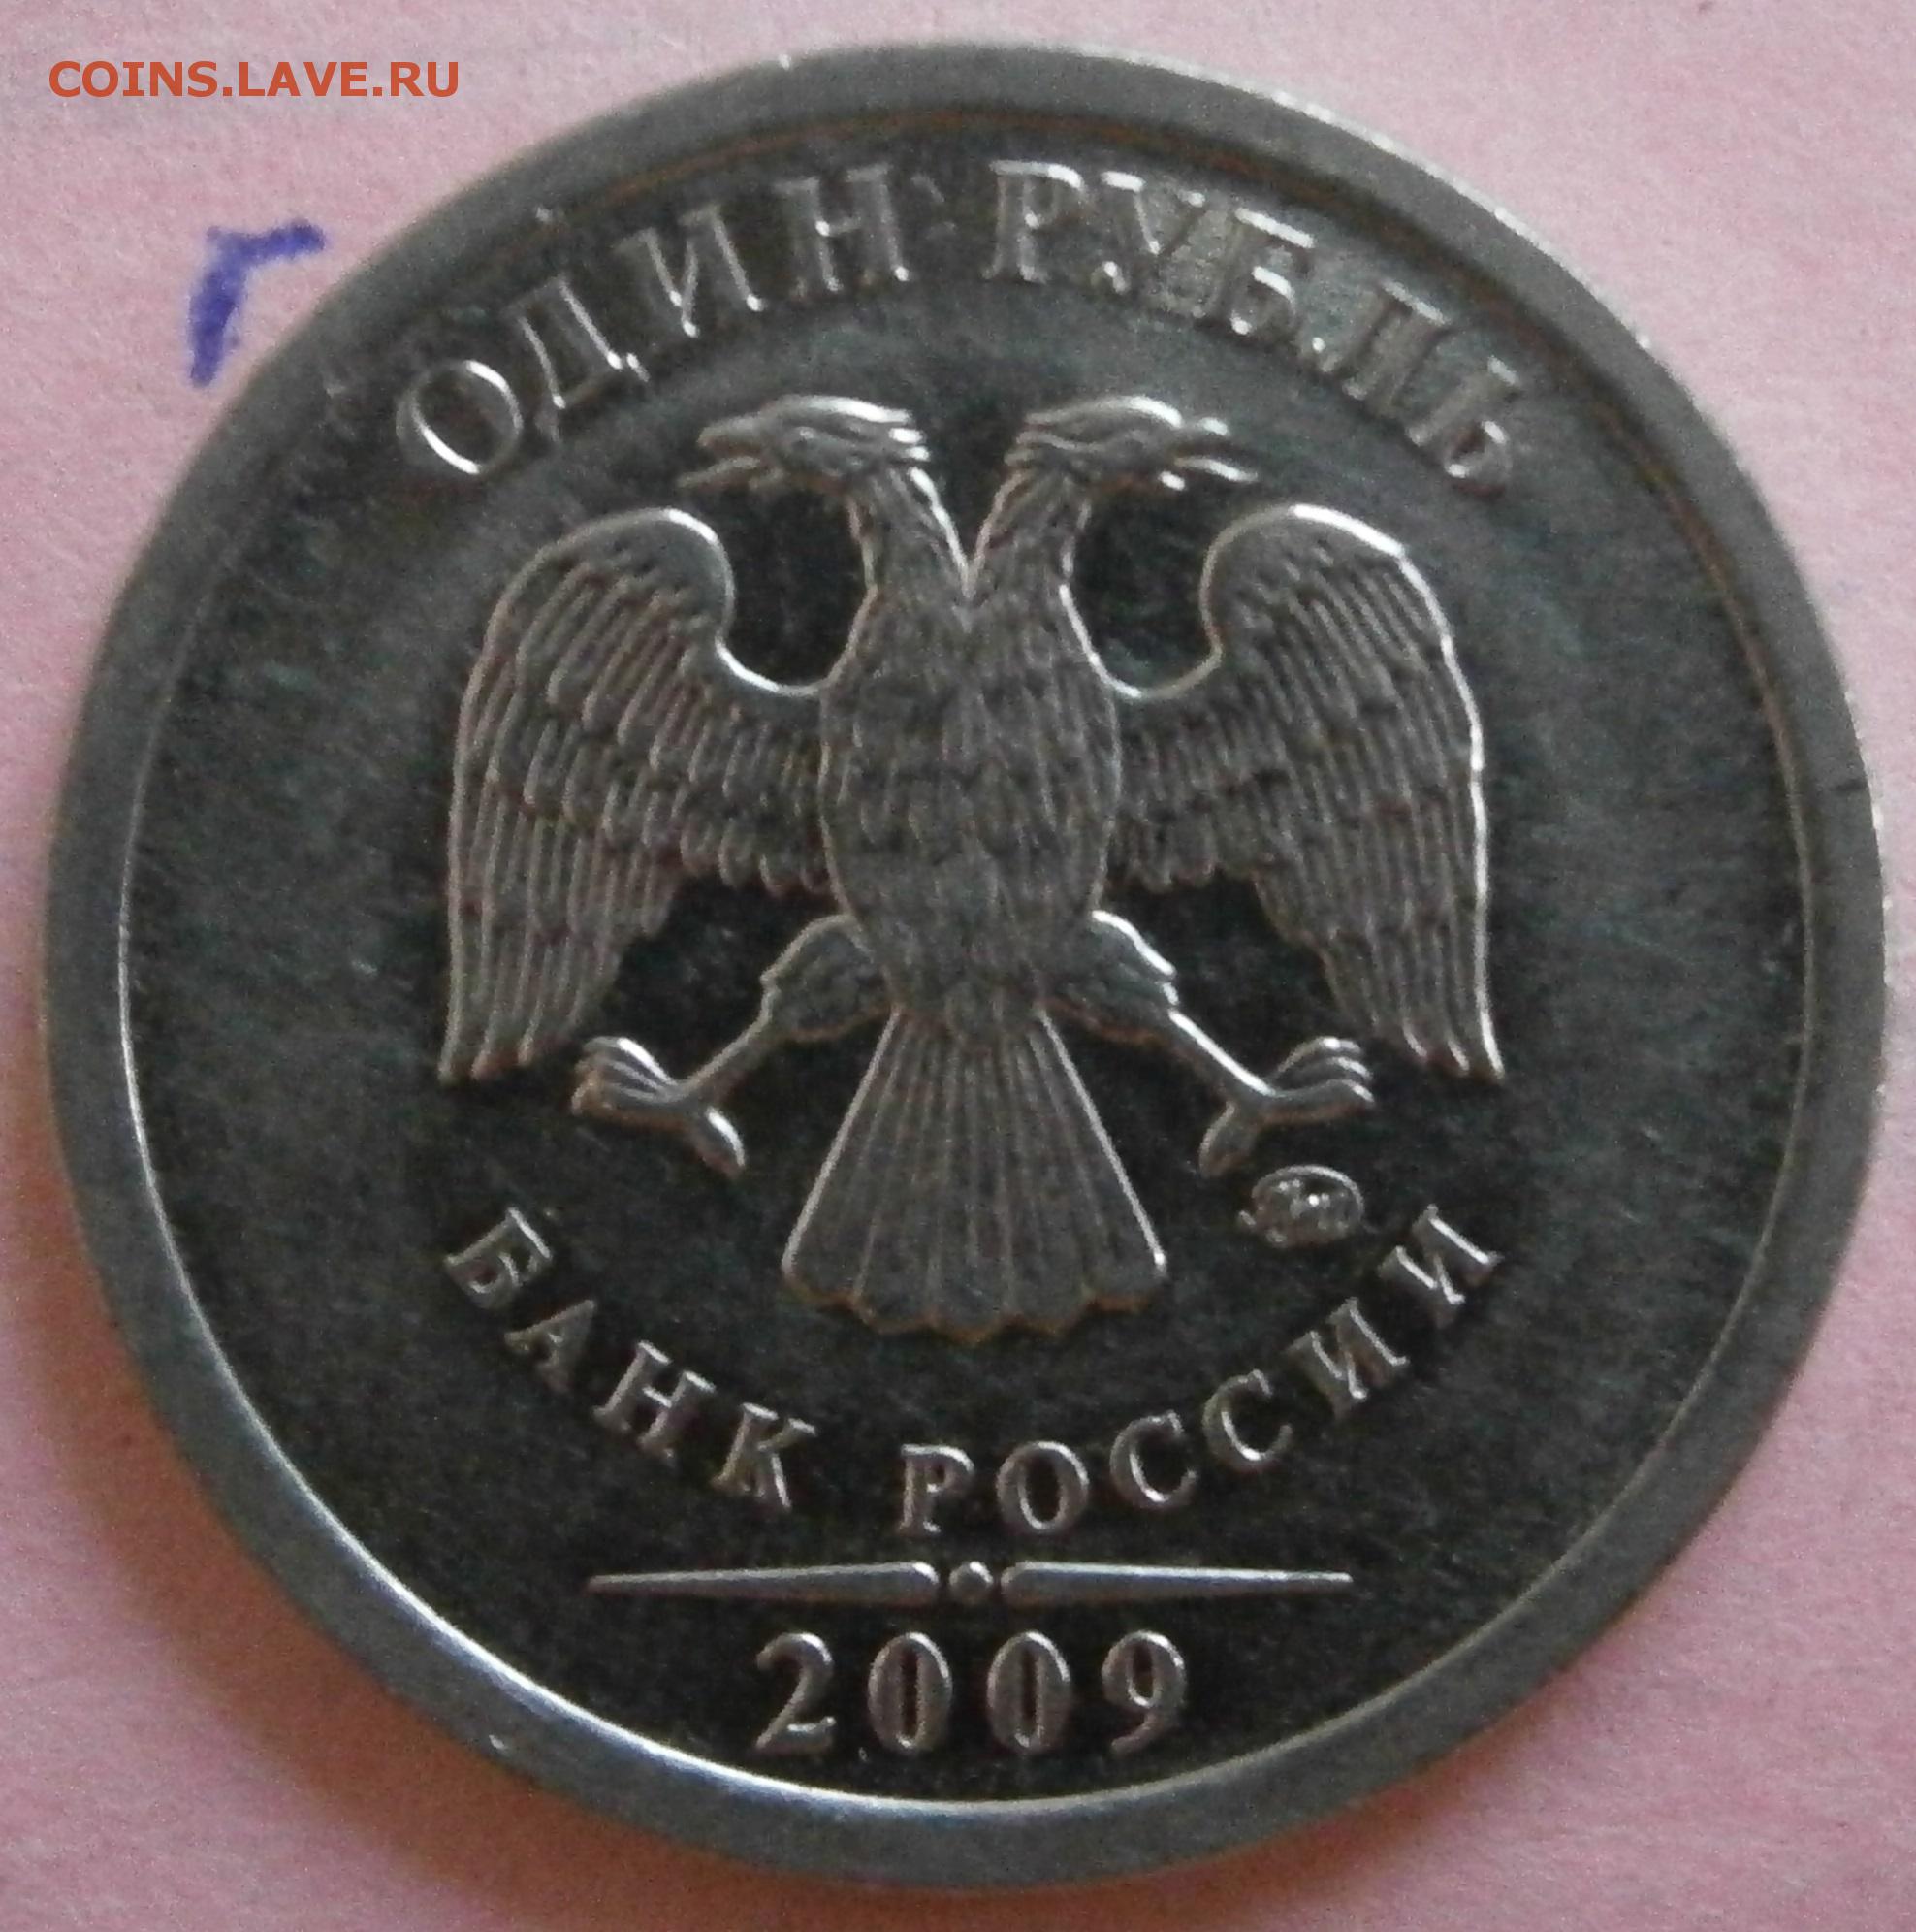 COINS.LAVE.RU
г
ОДИН РУБЛЬ
БАНК РОССИИ
2009